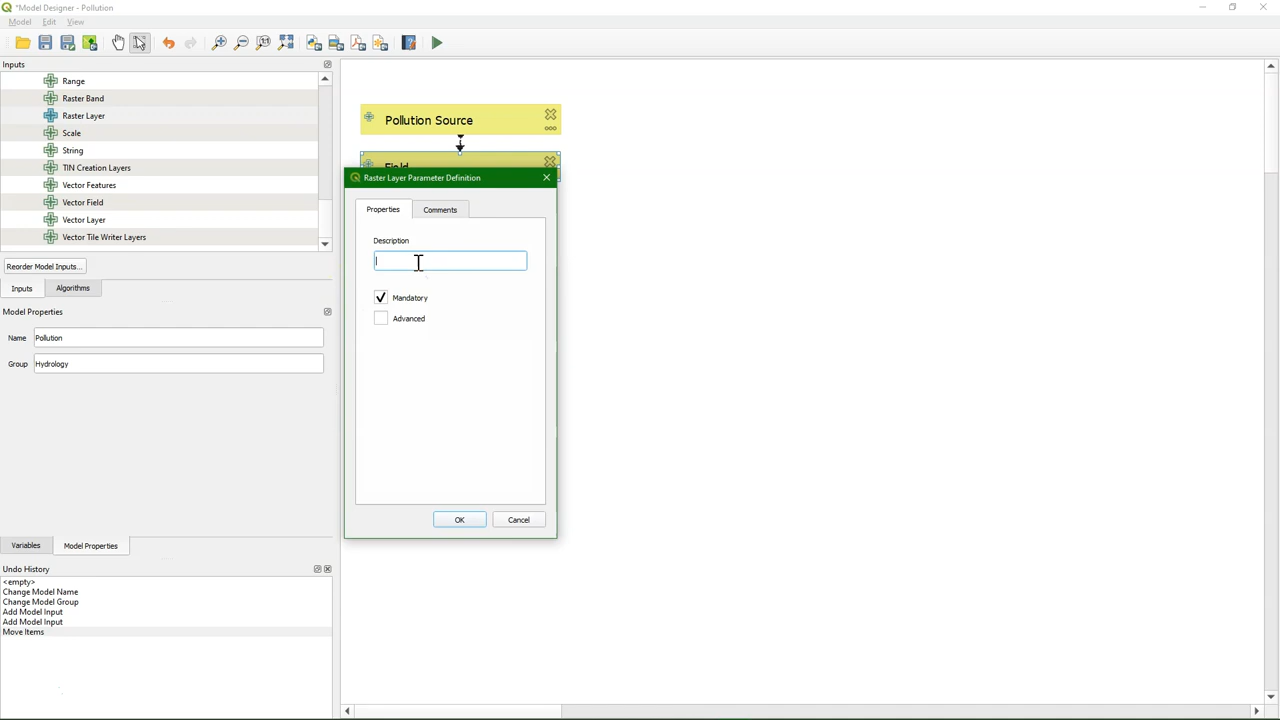 *Model Designer - Pollution
Model Edit View
Inputs
Range
Raster Band
Raster Layer
Scale
String
TIN Creation Layers
Vector Features
Vector Field
Vector Layer
Vector Tile Writer Layers
Reorder Model Inputs...
Inputs Algorithms
Model Properties
Name Pollution
Group Hydrology
Variables Model Properties
Undo History
<empty>
Change Model Name
Change Model Group
Add Model Input
Add Model Input
Move Items
Pollution Source
Field
Raster Layer Parameter Definition
Properties Comments
Description
Mandatory
Advanced
OK Cancel